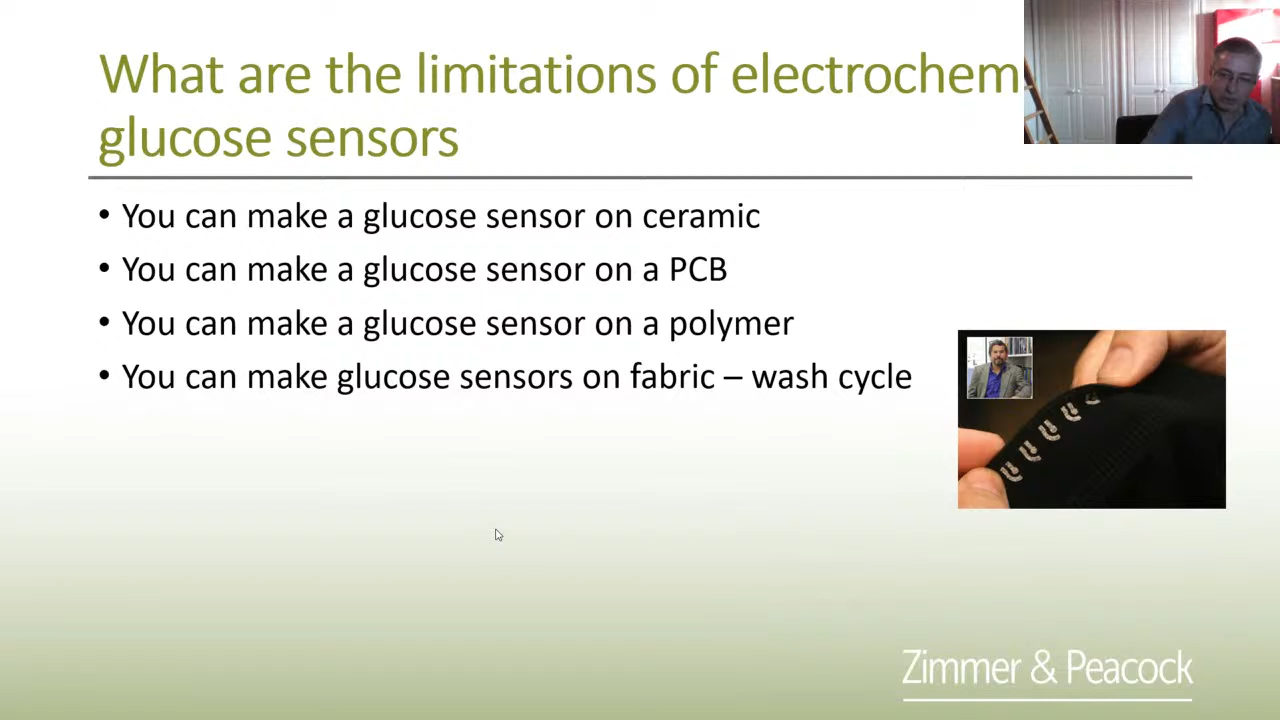 What are the limitations of electrochem
glucose sensors
• You can make a glucose sensor on ceramic
• You can make a glucose sensor on a PCB
• You can make a glucose sensor on a polymer
• You can make glucose sensors on fabric – wash cycle
Zimmer & Peacock